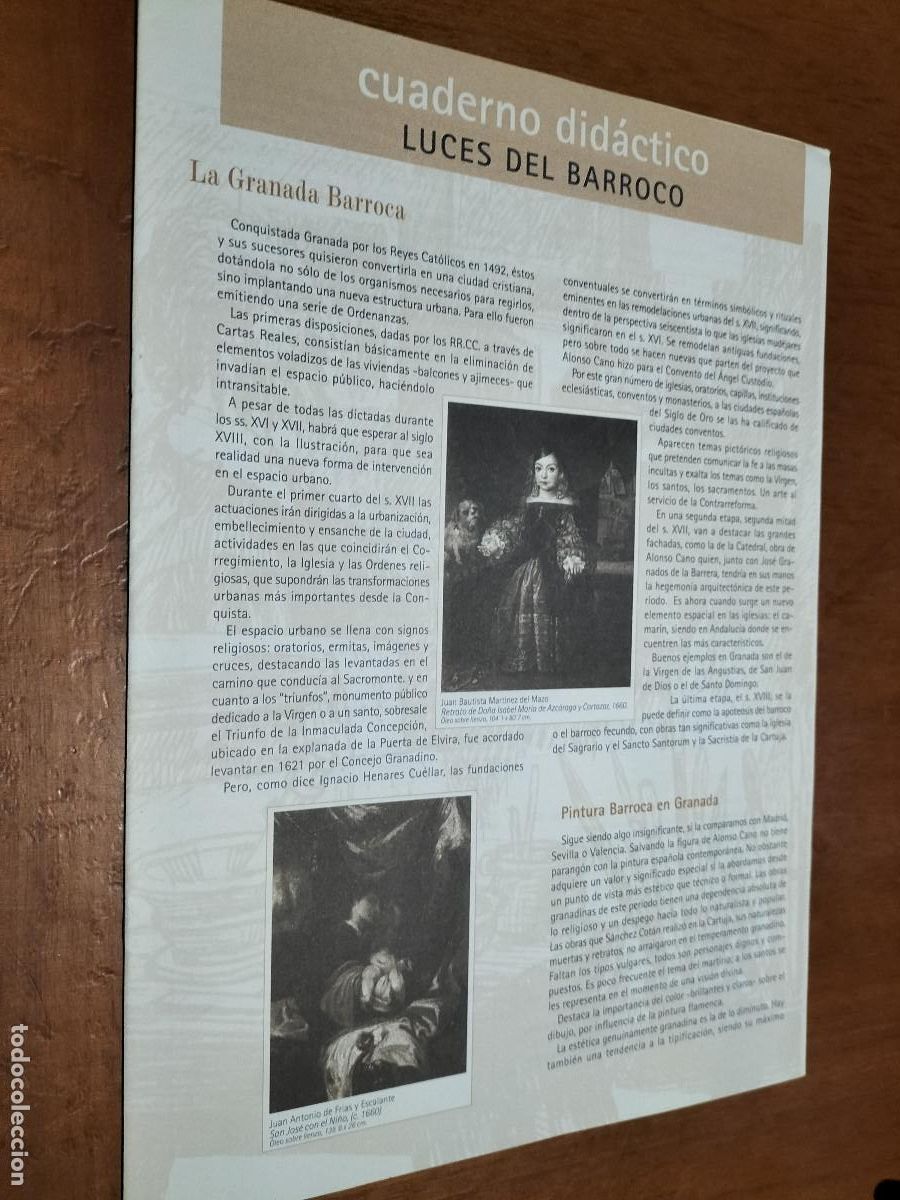 cuaderno didáctico
LUCES DEL BARROCO
La Granada Barroca
Conquistada Granada por los Reyes Católicos en 1492, éstos
y sus sucesores quisieron convertirla en una ciudad cristiana,
dotándola no sólo de los organismos necesarios para regirlos,
sino implantando una nueva estructura urbana. Para ello fueron
emitiendo una serie de Ordenanzas.
Las primeras disposiciones, dadas por los RR.CC. a través de
Cartas Reales, consistían básicamente en la eliminación de
elementos voladizos de las viviendas -balcones y ajimeces- que
invadían el espacio público, haciéndolo
intransitable.
A pesar de todas las dictadas durante
los ss. XVI y XVII, habrá que esperar al siglo
XVIII, con la Ilustración, para que sea
realidad una nueva forma de intervención
en el espacio urbano.
Durante el primer cuarto del s. XVII las
actuaciones irán dirigidas a la urbanización,
embellecimiento y ensanche de la ciudad,
actividades en las que coincidirán el Co-
rregimiento, la Iglesia y las Ordenes reli-
giosas, que supondrán las transformaciones
urbanas más importantes desde la Con-
quista.
El espacio urbano se llena con signos
religiosos: oratorios, ermitas, imágenes y
cruces, destacando las levantadas en el
camino que conducía al Sacromonte. y en
cuanto a los "triunfos", monumento público
dedicado a la Virgen o a un santo, sobresale
el Triunfo de la Inmaculada Concepción,
ubicado en la explanada de la Puerta de Elvira, fue acordado
levantar en 1621 por el Concejo Granadino.
Pero, como dice Ignacio Henares Cuéllar, las fundaciones
conventuales se convertirán en términos simbólicos y rituales
eminentes en las remodelaciones urbanas del s. XVII, significando,
dentro de la perspectiva seiscentista lo que las iglesias mudéjares
significaron en el s. XVI. Se remodelan antiguas fundaciones,
pero sobre todo se hacen nuevas que parten del proyecto que
Alonso Cano hizo para el Convento del Ángel Custodio.
Por este gran número de iglesias, oratorios, capillas, instituciones
eclesiásticas, conventos y monasterios, a las ciudades españolas
del Siglo de Oro se las ha calificado de
ciudades conventos.
Aparecen temas pictóricos religiosos
que pretenden comunicar la fe a las masas
incultas y exalta los temas como la Virgen,
los santos, los sacramentos. Un arte al
servicio de la Contrarreforma.
En una segunda etapa, segunda mitad
del s. XVII, van a destacar las grandes
fachadas, como la de la Catedral, obra de
Alonso Cano quien, junto con José Gra-
nados de la Barrera, tendría en sus manos
la hegemonía arquitectónica de este pe-
riodo. Es ahora cuando surge un nuevo
elemento espacial en las iglesias: el ca-
marín, siendo en Andalucía donde se en-
cuentren las más característicos.
Buenos ejemplos en Granada son el de
la Virgen de las Angustias, de San Juan
de Dios o el de Santo Domingo.
La última etapa, el s. XVIII, se la
puede definir como la apoteosis del barroco
o el barroco fecundo, con obras tan significativas como la iglesia
del Sagrario y el Sancto Santorum y la Sacristía de la Cartuja.
Juan Bautista Martínez del Mazo
Retrato de Doña Isabel María de Azcárraga y Cortazar, 1660.
Óleo sobre lienzo, 104,1 x 80,7 cm.
Pintura Barroca en Granada
Sigue siendo algo insignificante, si la comparamos con Madrid,
Sevilla o Valencia. Salvando la figura de Alonso Cano no tiene
parangón con la pintura española contemporánea. No obstante
adquiere un valor y significado especial si la abordamos desde
un punto de vista más estético que técnico o formal. Las obras
granadinas de este periodo tienen una dependencia absoluta de
lo religioso y un despego hacia todo lo naturalista y popular.
Las obras que Sánchez Cotán realizó en la Cartuja, sus naturalezas
muertas y retratos, no arraigaron en el temperamento granadino.
Faltan los tipos vulgares, todos son personajes dignos y com-
puestos. Es poco frecuente el tema del martirio; a los santos se
les representa en el momento de una visión divina.
Destaca la importancia del color -brillantes y claros- sobre el
dibujo, por influencia de la pintura flamenca.
La estética genuinamente granadina es la de lo diminuto. Hay
también una tendencia a la tipificación, siendo su máximo
Juan Antonio de Frías y Escalante
San José con el Niño, (c. 1660)
Óleo sobre lienzo,
todocoleccion